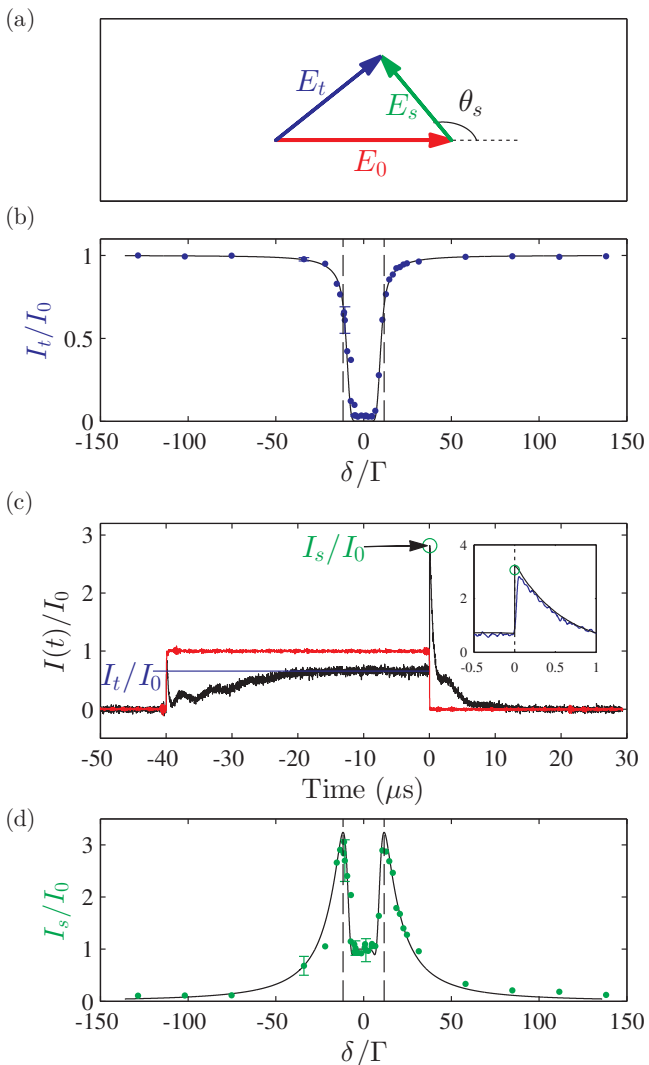 (a)
E_t
E_s
θ_s
E_0
(b)
1
0.5
0
I_t/I_0
-150 -100 -50 0 50 100 150
δ/Γ
(c)
3
2
1
0
I(t)/I_0
I_s/I_0
I_t/I_0
4
2
0
-0.5 0 1
-50 -40 -30 -20 -10 0 10 20 30
Time (μs)
(d)
3
2
1
0
I_s/I_0
-150 -100 -50 0 50 100 150
δ/Γ